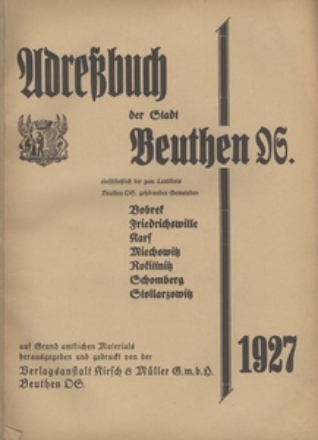 Adreßbuch
der Stadt
Beuthen OS.
einschließlich der zum Landkreis
Beuthen OS. gehörenden Gemeinden
Bobrek
Friedrichswille
Karf
Miechowitz
Rokittnitz
Schomberg
Stollarzowitz
auf Grund amtlichen Materials
herausgegeben und gedruckt von der
Verlagsanstalt Kirsch & Müller G.m.b.H.
Beuthen OS.
1927